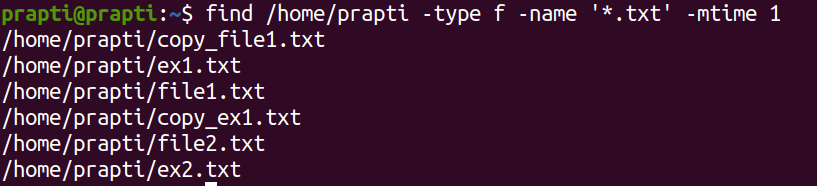 prapti@prapti:~$ find /home/prapti -type f -name '*.txt' -mtime 1
/home/prapti/copy_file1.txt
/home/prapti/ex1.txt
/home/prapti/file1.txt
/home/prapti/copy_ex1.txt
/home/prapti/file2.txt
/home/prapti/ex2.txt